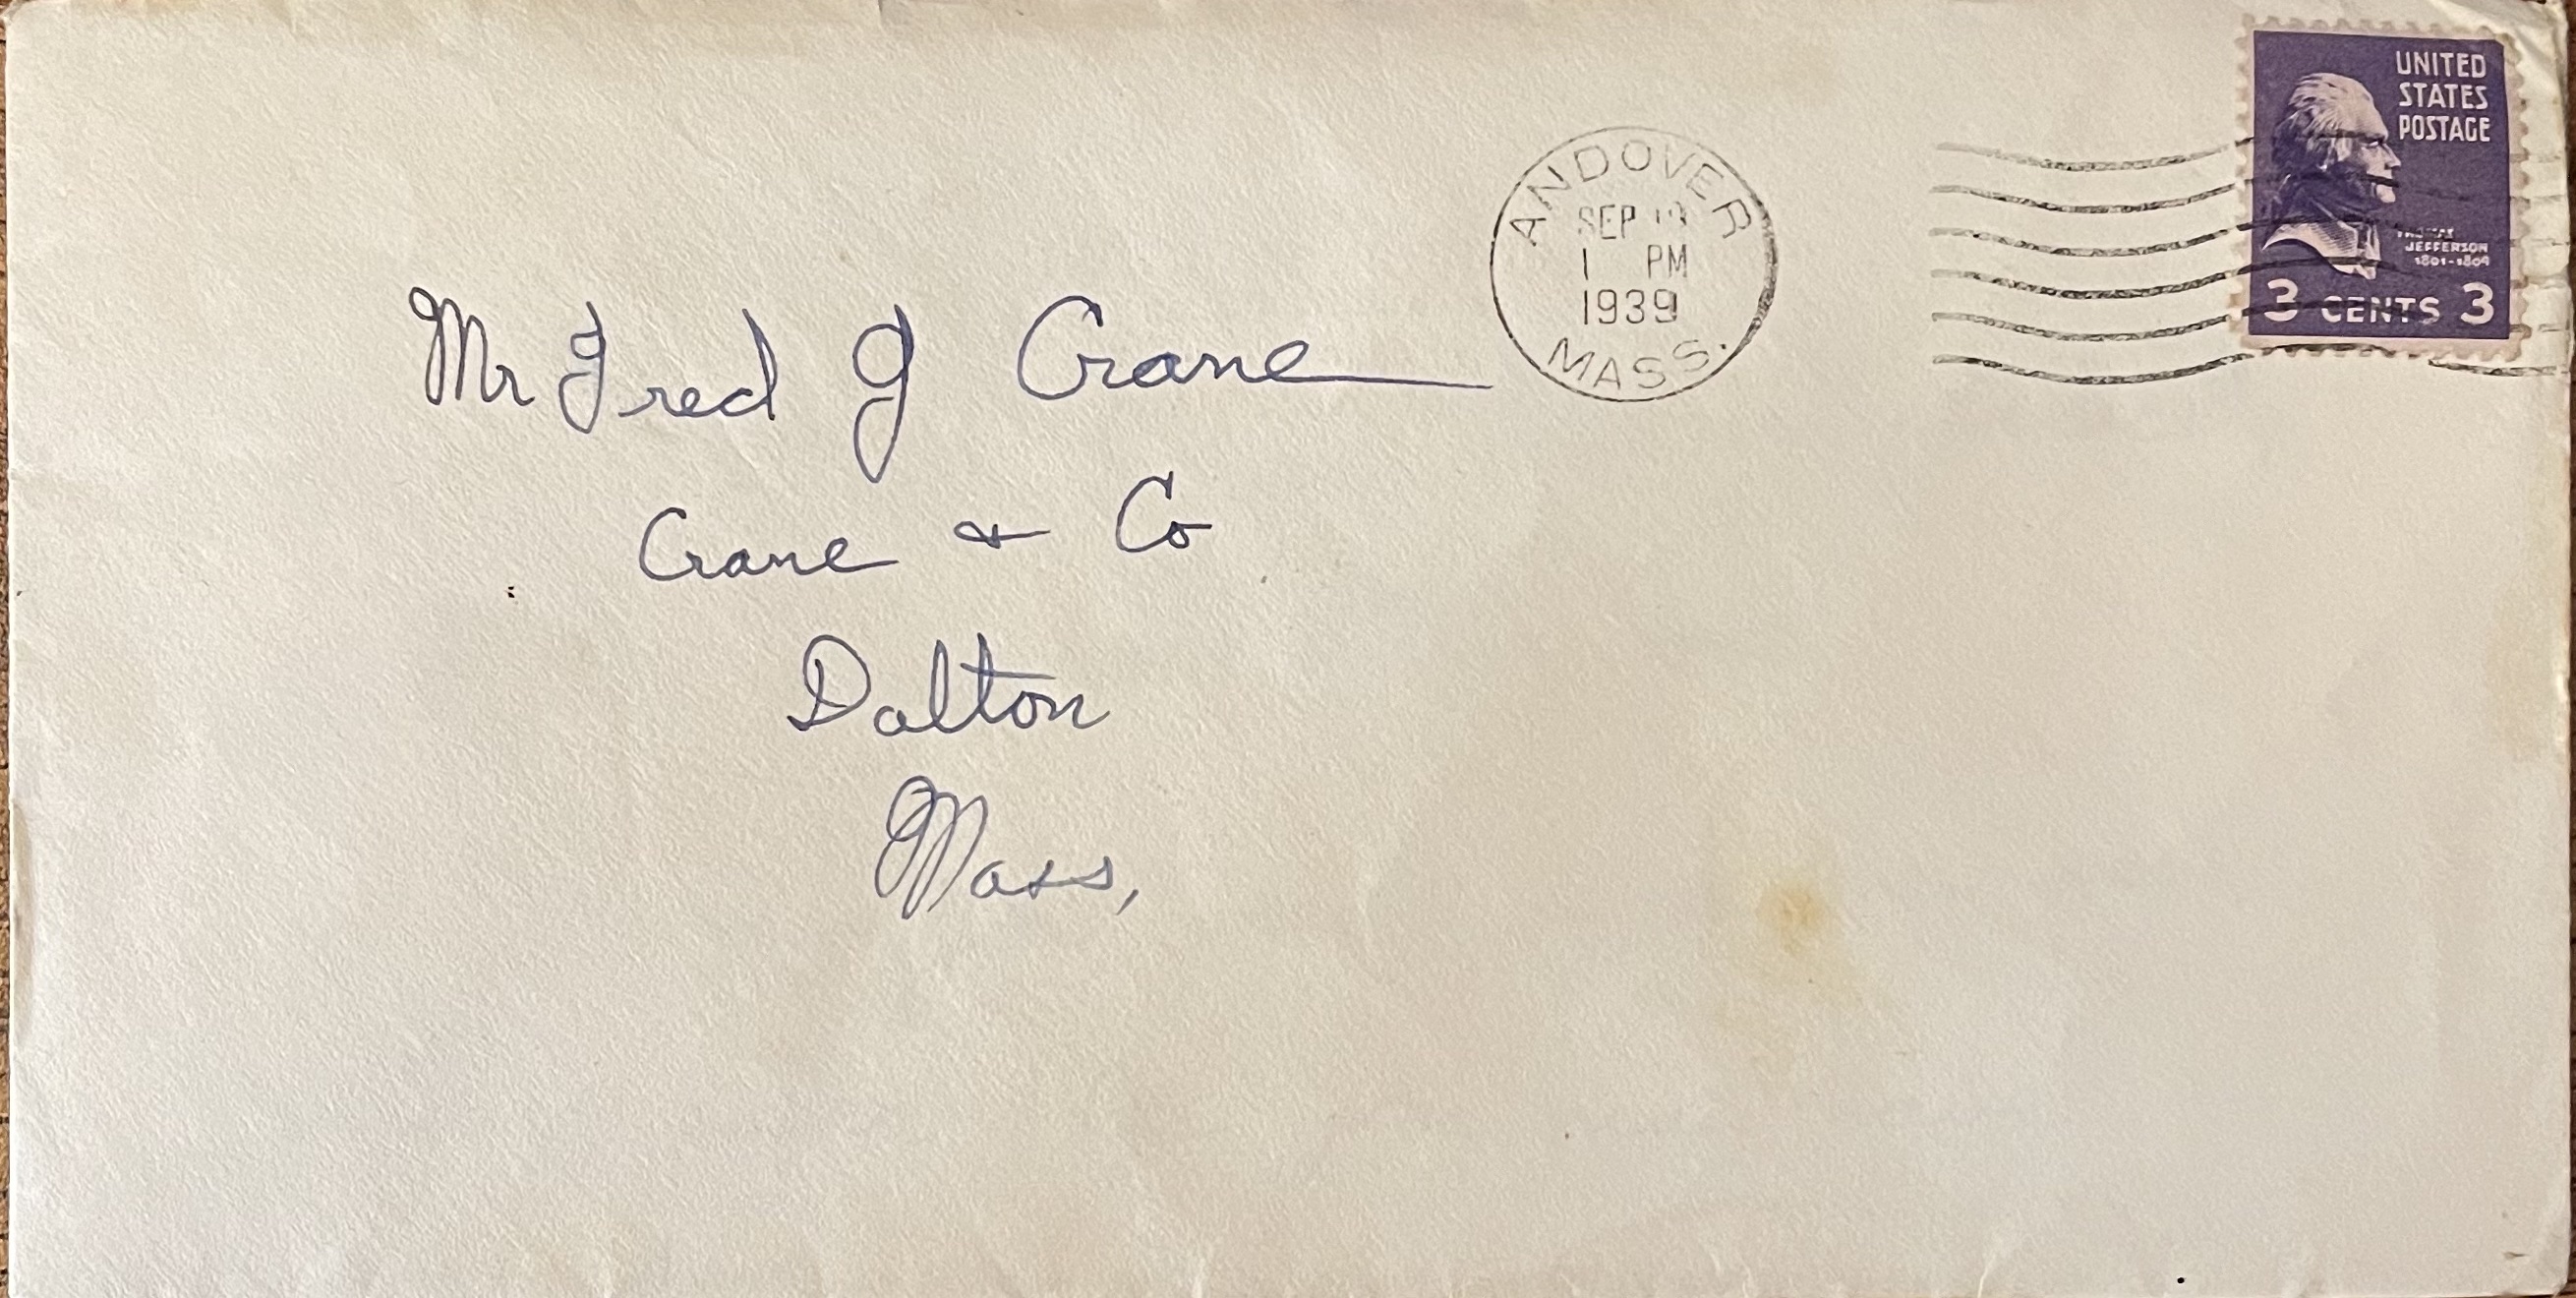 UNITED
STATES
POSTAGE
THOMAS
JEFFERSON
1801-1809
3 CENTS 3
ANDOVER
SEP
1 PM
1939
MASS.
Mr Fred G Crane
Crane & Co
Dalton
Mass,